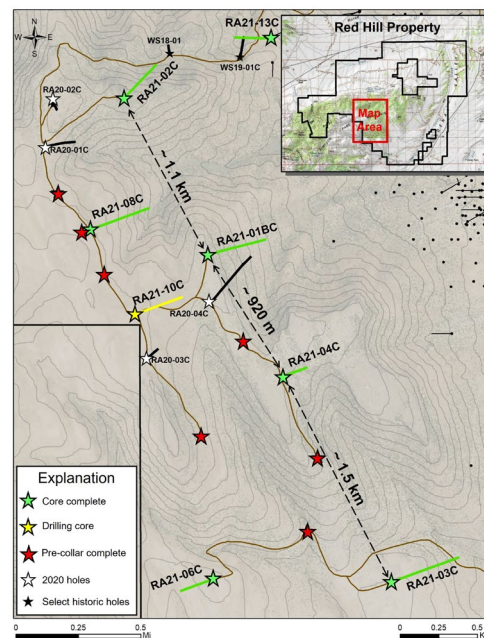 RA21-13C
Red Hill Property
Map
Area
N
W
E
S
WS18-01
WS19-01C
RA21-02C
RA20-02C
RA20-01C
~ 1.1 km
RA21-08C
RA21-01BC
RA21-10C
RA20-04C
~ 920 m
RA20-03C
RA21-04C
~ 1.5 km
Explanation
Core complete
Drilling core
Pre-collar complete
2020 holes
Select historic holes
RA21-06C
RA21-03C
0 0.25 0.5
Mi
0 0.25 0.5